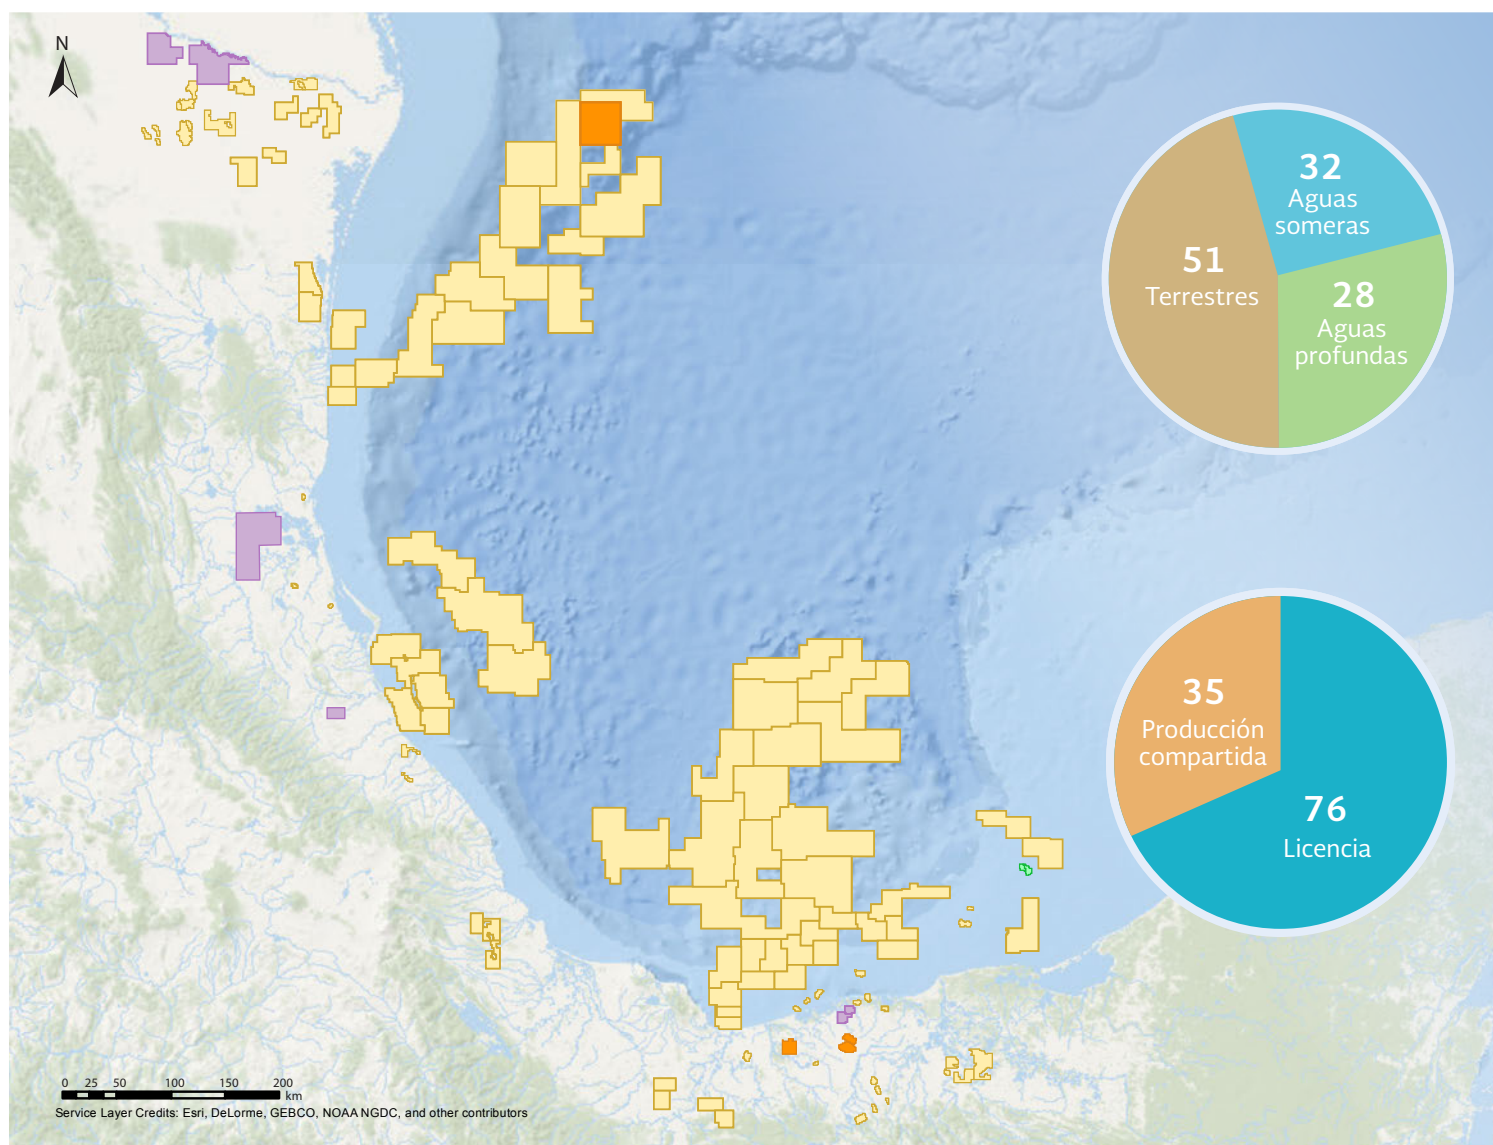 N
32
Aguas
someras
51
Terrestres
28
Aguas
profundas
35
Producción
compartida
76
Licencia
0 25 50 100 150 200
km
Service Layer Credits: Esri, DeLorme, GEBCO, NOAA NGDC, and other contributors